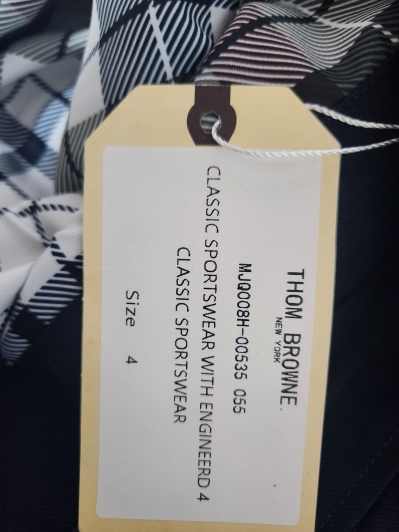 THOM BROWNE.
NEW YORK
MJQ008H-00535 055
CLASSIC SPORTSWEAR WITH ENGINEERD 4
CLASSIC SPORTSWEAR
Size 4